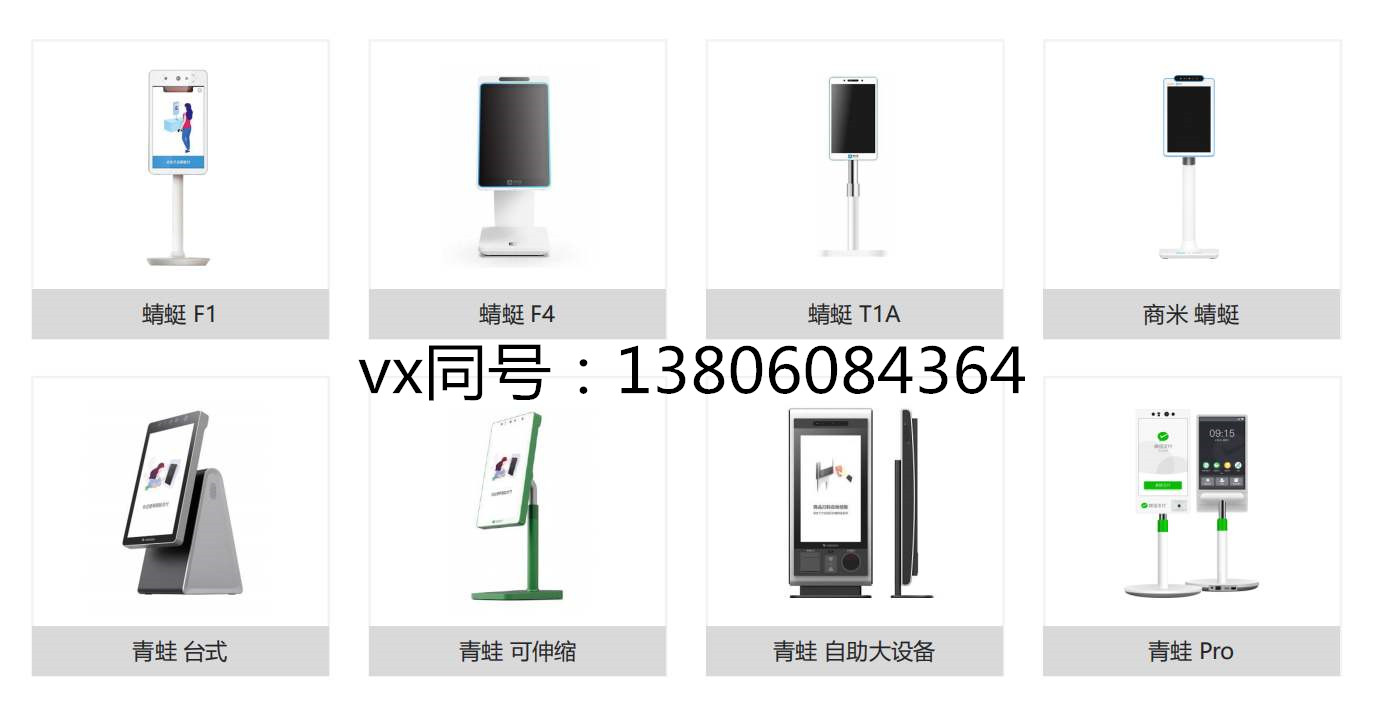 蜻蜓 F1
蜻蜓 F4
蜻蜓 T1A
商米 蜻蜓
vx同号：13806084364
09:15
青蛙 台式
青蛙 可伸缩
青蛙 自助大设备
青蛙 Pro